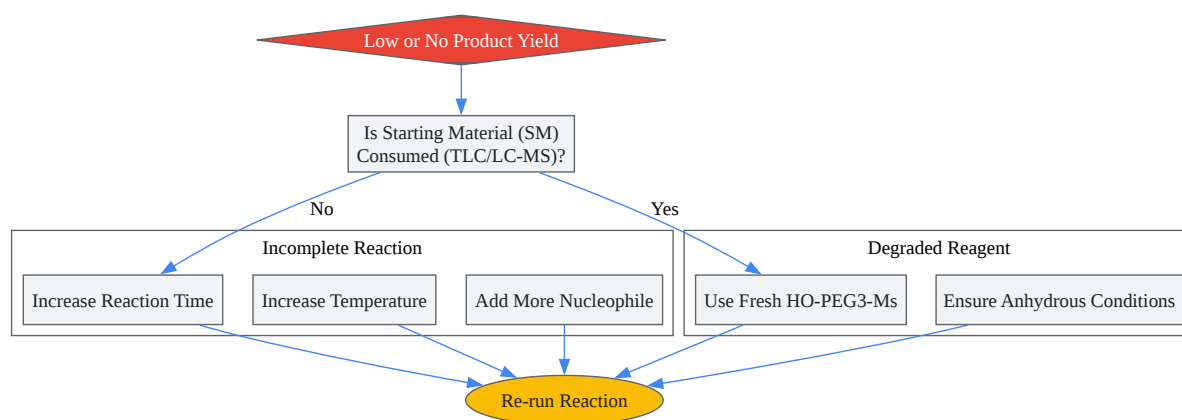 Low or No Product Yield
Is Starting Material (SM)
Consumed (TLC/LC-MS)?
No
Yes
Incomplete Reaction
Degraded Reagent
Increase Reaction Time
Increase Temperature
Add More Nucleophile
Use Fresh HO-PEG3-Ms
Ensure Anhydrous Conditions
Re-run Reaction